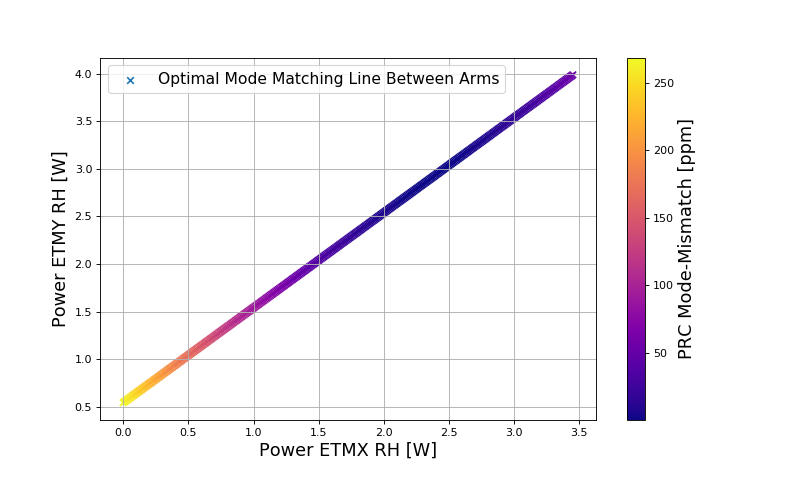 Optimal Mode Matching Line Between Arms
4.0
3.5
3.0
2.5
2.0
1.5
1.0
0.5
Power ETMY RH [W]
0.0 0.5 1.0 1.5 2.0 2.5 3.0 3.5
Power ETMX RH [W]
250
200
150
100
50
PRC Mode-Mismatch [ppm]